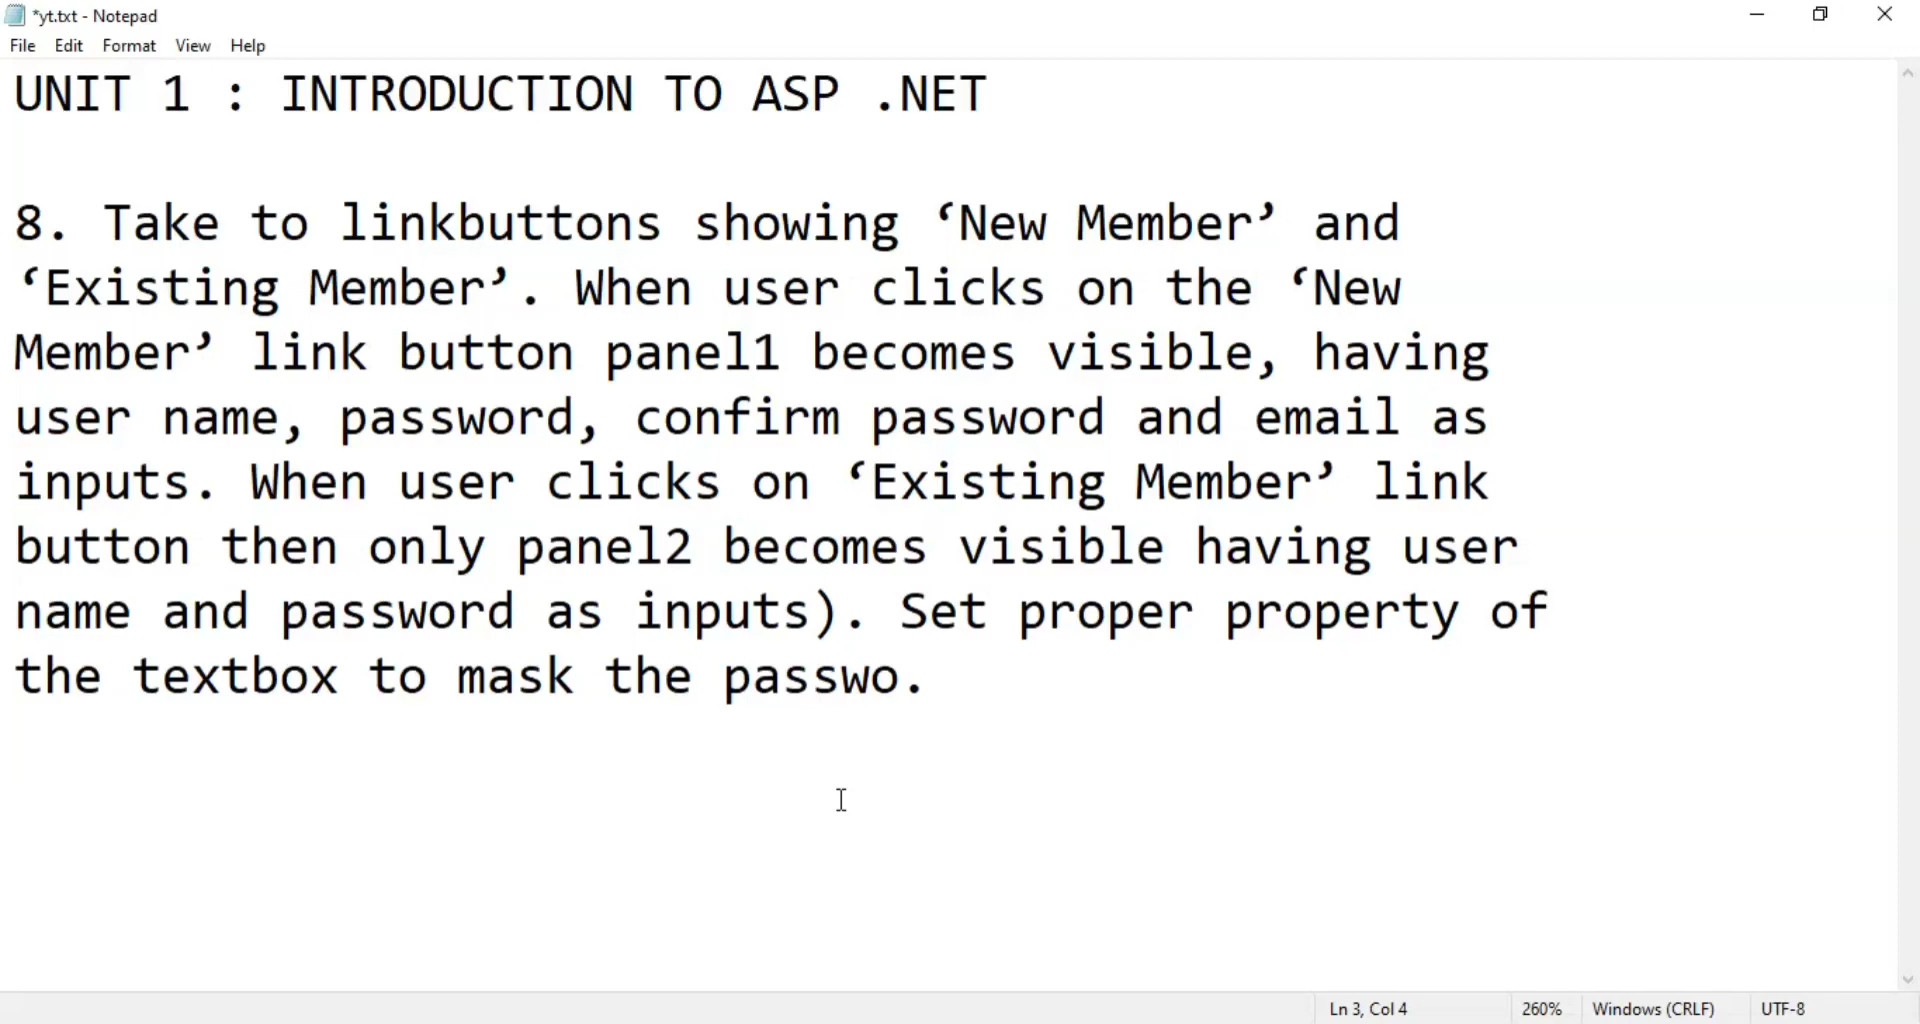 *yt.txt - Notepad
File Edit Format View Help
UNIT 1 : INTRODUCTION TO ASP .NET
8. Take to linkbuttons showing ‘New Member’ and
‘Existing Member’. When user clicks on the ‘New
Member’ link button panel1 becomes visible, having
user name, password, confirm password and email as
inputs. When user clicks on ‘Existing Member’ link
button then only panel2 becomes visible having user
name and password as inputs). Set proper property of
the textbox to mask the passwo.
Ln 3, Col 4 260% Windows (CRLF) UTF-8